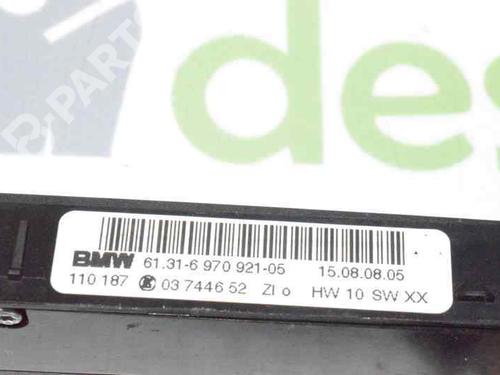 B-PARTS
des
BMW 61.31-6 970 921-05 15.08.08.05
110 187 03 7446 52 ZI o HW 10 SW XX